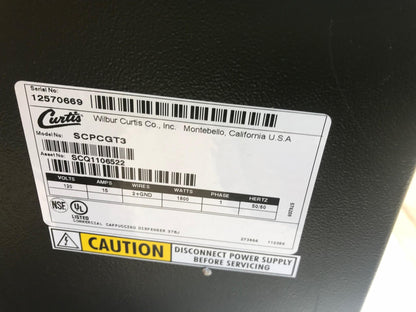 Serial No:
12570669
Curtis
Wilbur Curtis Co., Inc. Montebello, California U.S.A
Model No: SCPCGT3
Asset No: SCQ1106522
VOLTS AMPS WIRES WATTS PHASE HERTZ
120 15 2+GND 1800 1 50/60
NSF UL
LISTED
COMMERCIAL CAPPUCCINO DISPENSER 37NJ
CAUTION
DISCONNECT POWER SUPPLY
BEFORE SERVICING